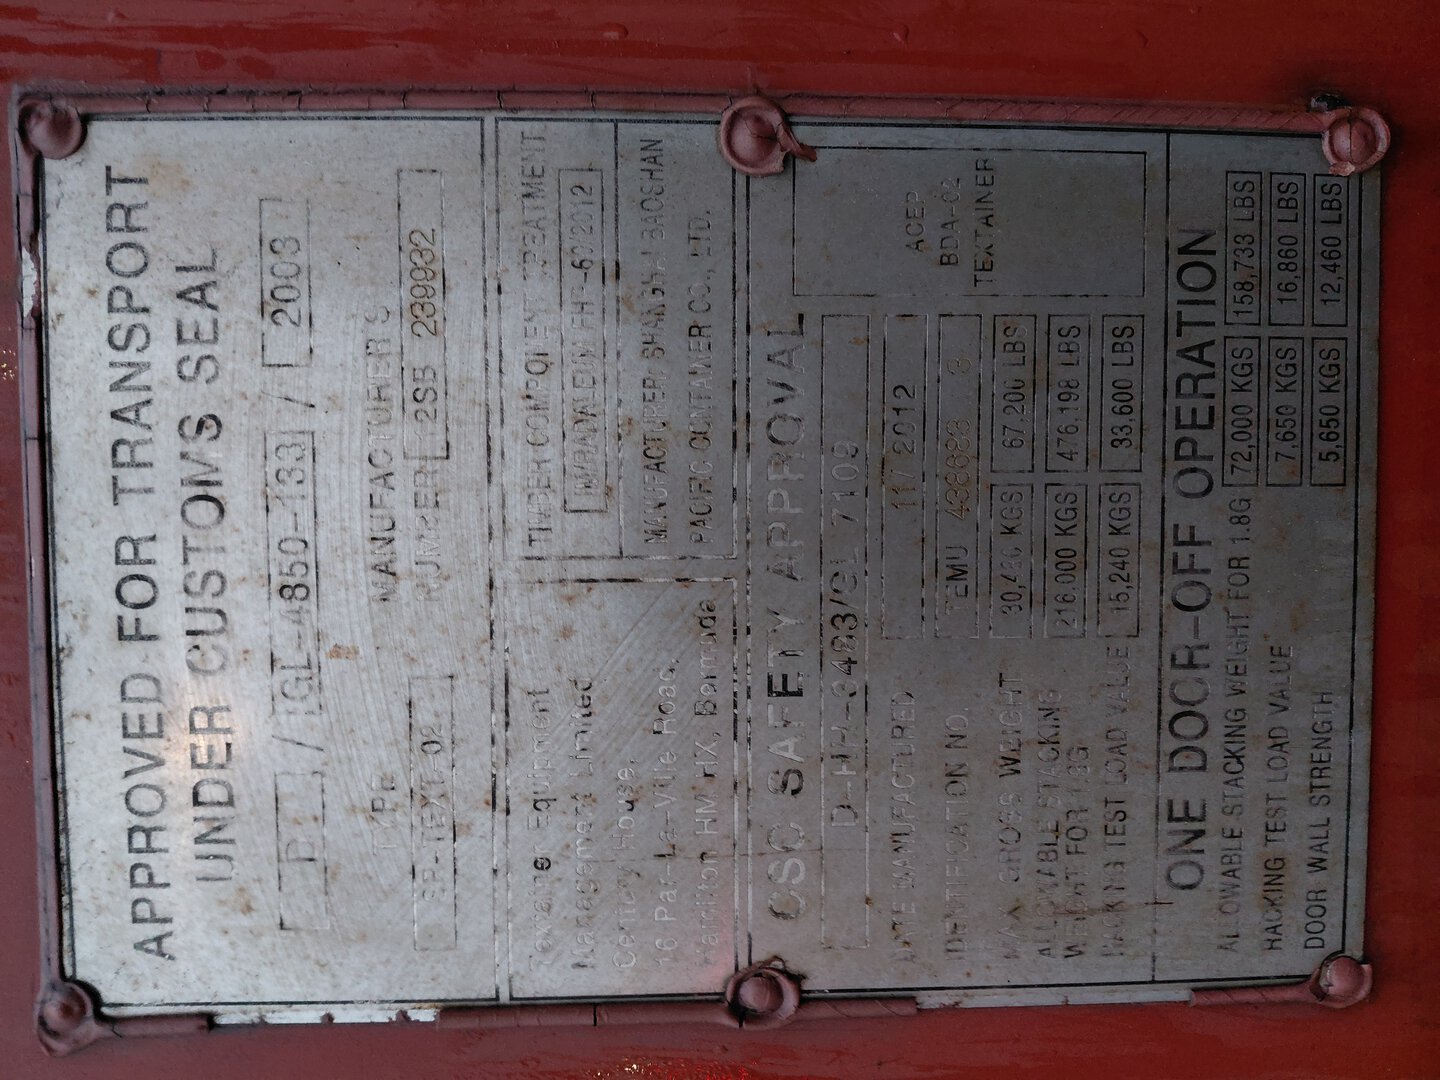 APPROVED FOR TRANSPORT
UNDER CUSTOMS SEAL
D / GL-4850-133 / 2003
TYPE MANUFACTURER'S
SP-TEXT-02 NUMBER 2SB 239932
Textainer Equipment
Management Limited
Century House,
16 Par-La-Ville Road,
Hamilton HM HX, Bermuda
TIMBER COMPONENT TREATMENT
2012
MANUFACTURER: SHANGHAI BAOSHAN
PACIFIC CONTAINER CO., LTD.
CSC SAFETY APPROVAL
7109
ACEP
BDA-02
TEXTAINER
DATE MANUFACTURED 2012
IDENTIFICATION NO. TEMU 3
MAX. GROSS WEIGHT 67,200 LBS
ALLOWABLE STACKING
WEIGHT FOR 1.8G 216.000 KGS 476.198 LBS
RACKING TEST LOAD VALUE 15,240 KGS 33,600 LBS
ONE DOOR-OFF OPERATION
ALLOWABLE STACKING WEIGHT FOR 1.8G 72,000 KGS 158,733 LBS
RACKING TEST LOAD VALUE 7,650 KGS 16,860 LBS
DOOR WALL STRENGTH 5,650 KGS 12,460 LBS